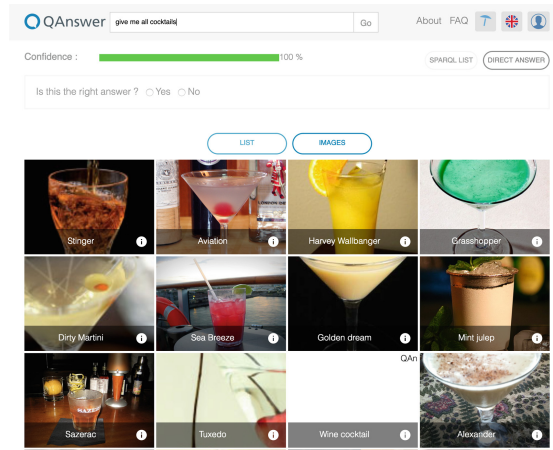 QAnswer give me all cocktails Go About FAQ
Confidence : 100 % SPARQL LIST DIRECT ANSWER
Is this the right answer ? Yes No
LIST IMAGES
Stinger Aviation Harvey Wallbanger Grasshopper
Dirty Martini Sea Breeze Golden dream Mint julep
QAn
Sazerac Tuxedo Wine cocktail Alexander